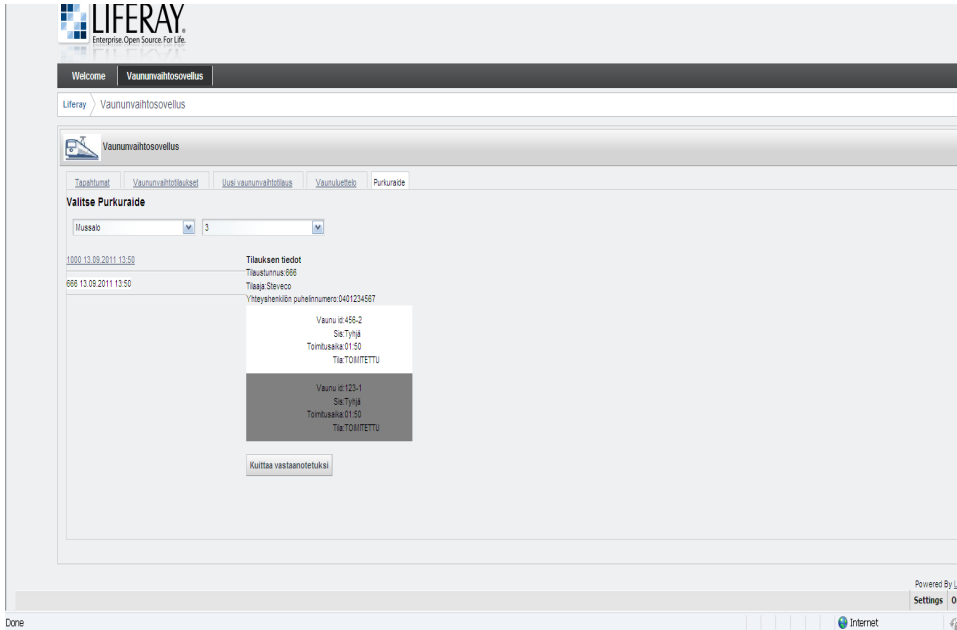 LIFERAY.
Enterprise. Open Source. For Life.
Welcome Vaununvaihtosovellus
Liferay Vaununvaihtosovellus
Vaununvaihtosovellus
Tapahtumat Vaununvaihtotilaukset Uusi vaununvaihtotilaus Vaunuluettelo Purkuraide
Valitse Purkuraide
Mussalo 3
1000 13.09.2011 13:50
666 13.09.2011 13:50
Tilauksen tiedot
Tilaustunnus:666
Tilaaja:Steveco
Yhteyshenkilön puhelinnumero:0401234567
Vaunu id:456-2
Sis:Tyhjä
Toimitusaika:01:50
Tila:TOIMITETTU
Vaunu id:123-1
Sis:Tyhjä
Toimitusaika:01:50
Tila:TOIMITETTU
Kuittaa vastaanotetuksi
Powered By
Settings
Done Internet